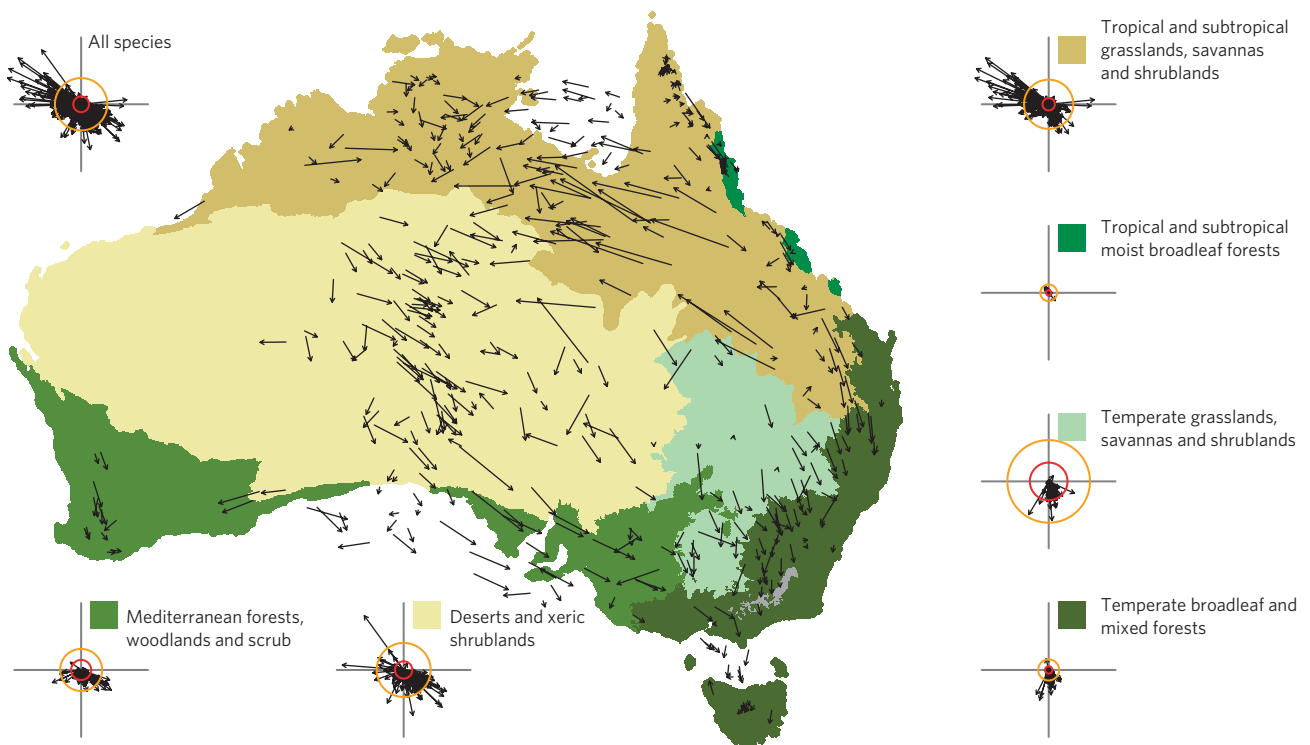 All species
Tropical and subtropical
grasslands, savannas
and shrublands
Tropical and subtropical
moist broadleaf forests
Temperate grasslands,
savannas and shrublands
Mediterranean forests,
woodlands and scrub
Deserts and xeric
shrublands
Temperate broadleaf and
mixed forests